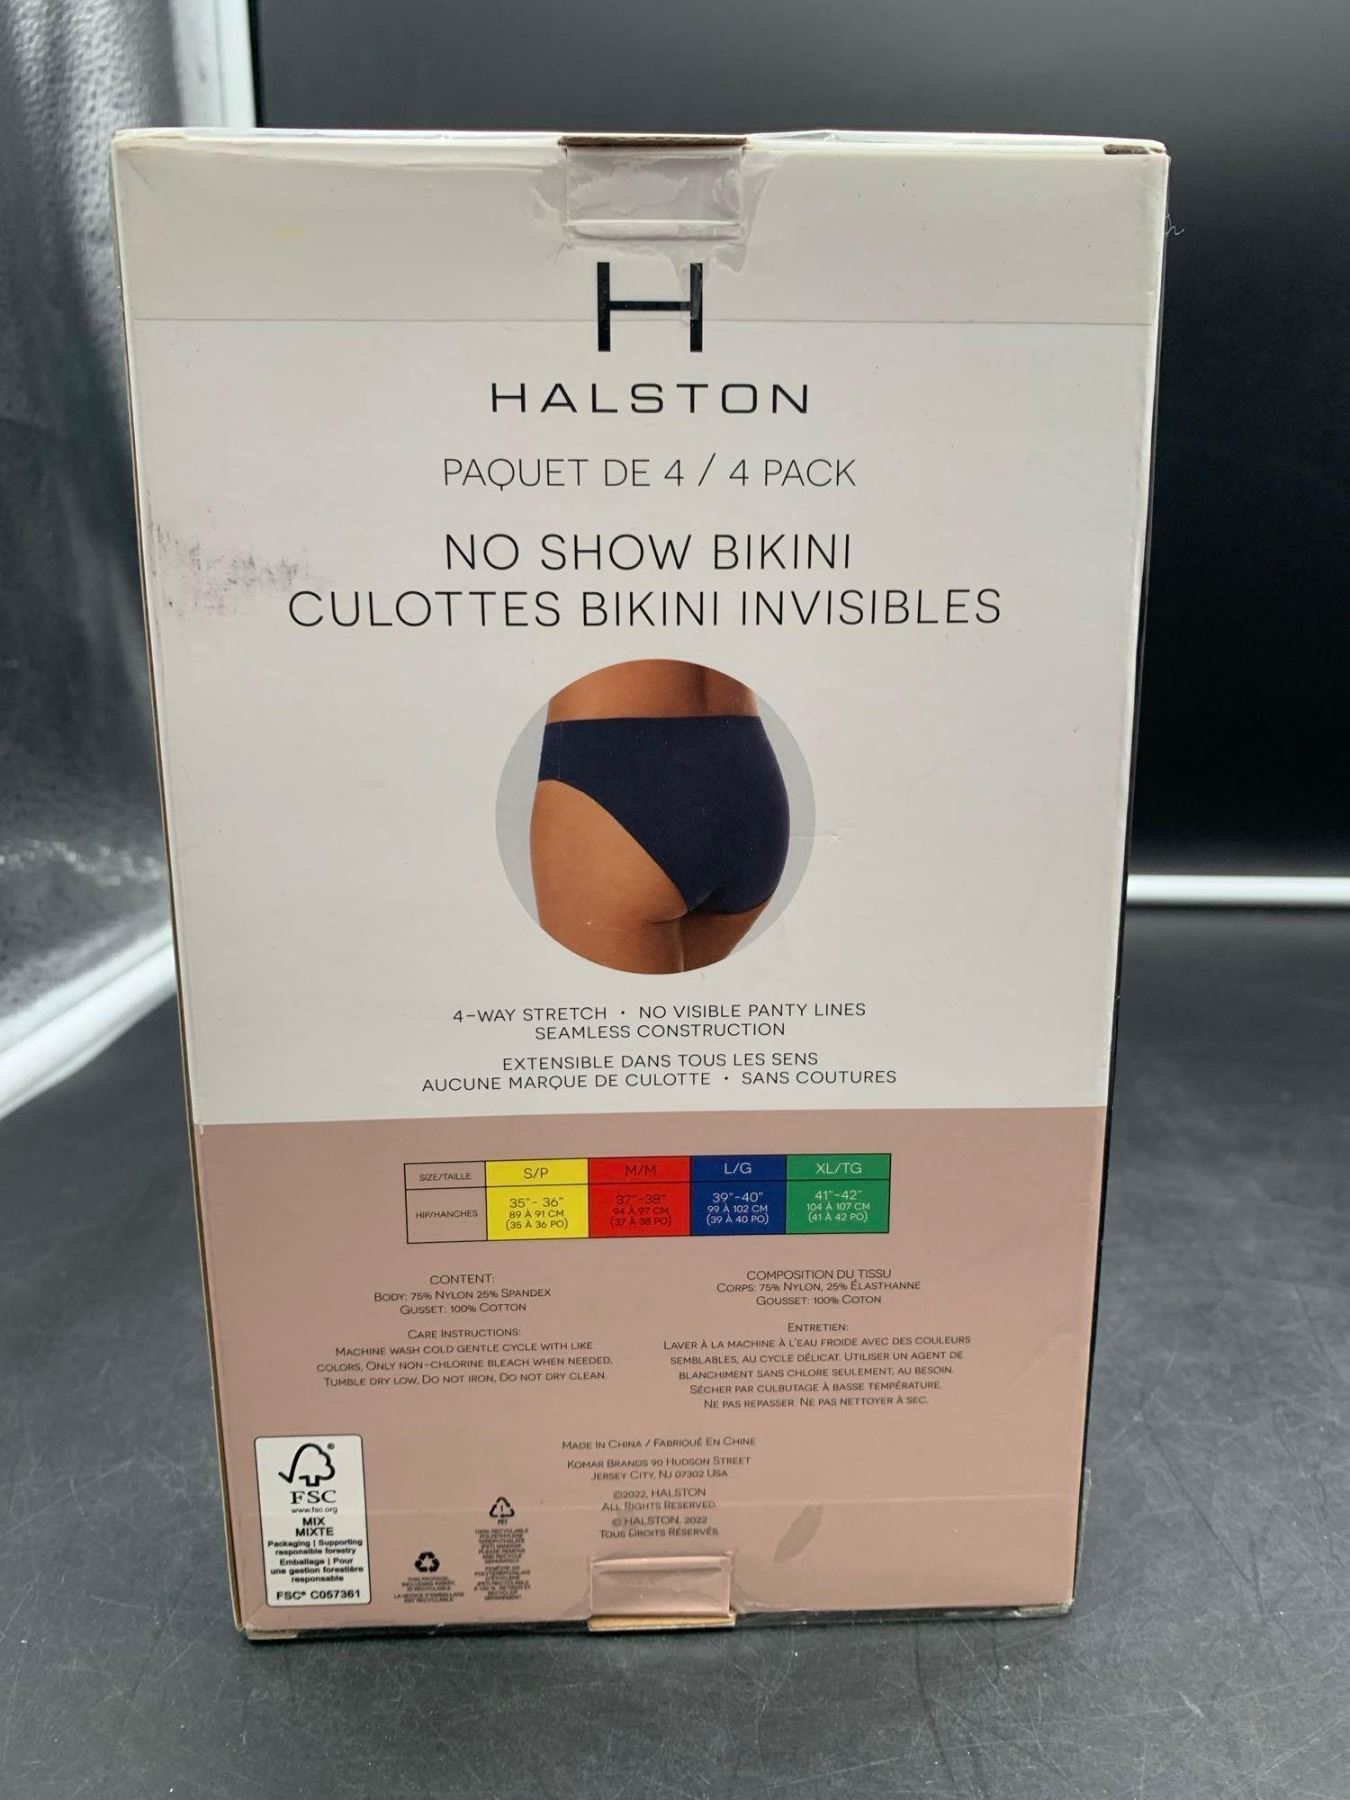 H
HALSTON
PAQUET DE 4 / 4 PACK
NO SHOW BIKINI
CULOTTES BIKINI INVISIBLES
4-WAY STRETCH • NO VISIBLE PANTY LINES
SEAMLESS CONSTRUCTION
EXTENSIBLE DANS TOUS LES SENS
AUCUNE MARQUE DE CULOTTE • SANS COUTURES
SIZE/TAILLE S/P M/M L/G XL/TG
HIP/HANCHES 35"- 36" 37"-38" 39"-40" 41"-42"
89 À 91 CM 94 À 97 CM 99 À 102 CM 104 À 107 CM
(35 À 36 PO) (37 À 38 PO) (39 À 40 PO) (41 À 42 PO)
CONTENT:
BODY: 75% NYLON 25% SPANDEX
GUSSET: 100% COTTON
CARE INSTRUCTIONS:
MACHINE WASH COLD GENTLE CYCLE WITH LIKE
COLORS, ONLY NON-CHLORINE BLEACH WHEN NEEDED,
TUMBLE DRY LOW, DO NOT IRON, DO NOT DRY CLEAN.
COMPOSITION DU TISSU
CORPS: 75% NYLON, 25% ÉLASTHANNE
GOUSSET: 100% COTON
ENTRETIEN:
LAVER À LA MACHINE À L'EAU FROIDE AVEC DES COULEURS
SEMBLABLES, AU CYCLE DÉLICAT. UTILISER UN AGENT DE
BLANCHIMENT SANS CHLORE SEULEMENT, AU BESOIN.
SÉCHER PAR CULBUTAGE À BASSE TEMPÉRATURE.
NE PAS REPASSER. NE PAS NETTOYER À SEC.
MADE IN CHINA / FABRIQUÉ EN CHINE
KOMAR BRANDS 90 HUDSON STREET
JERSEY CITY, NJ 07302 USA
©2022, HALSTON
ALL RIGHTS RESERVED.
© HALSTON, 2022
TOUS DROITS RÉSERVÉS
FSC
www.fsc.org
MIX
MIXTE
Packaging | Supporting
responsible forestry
Emballage | Pour
une gestion forestière
responsable
FSC® C057361